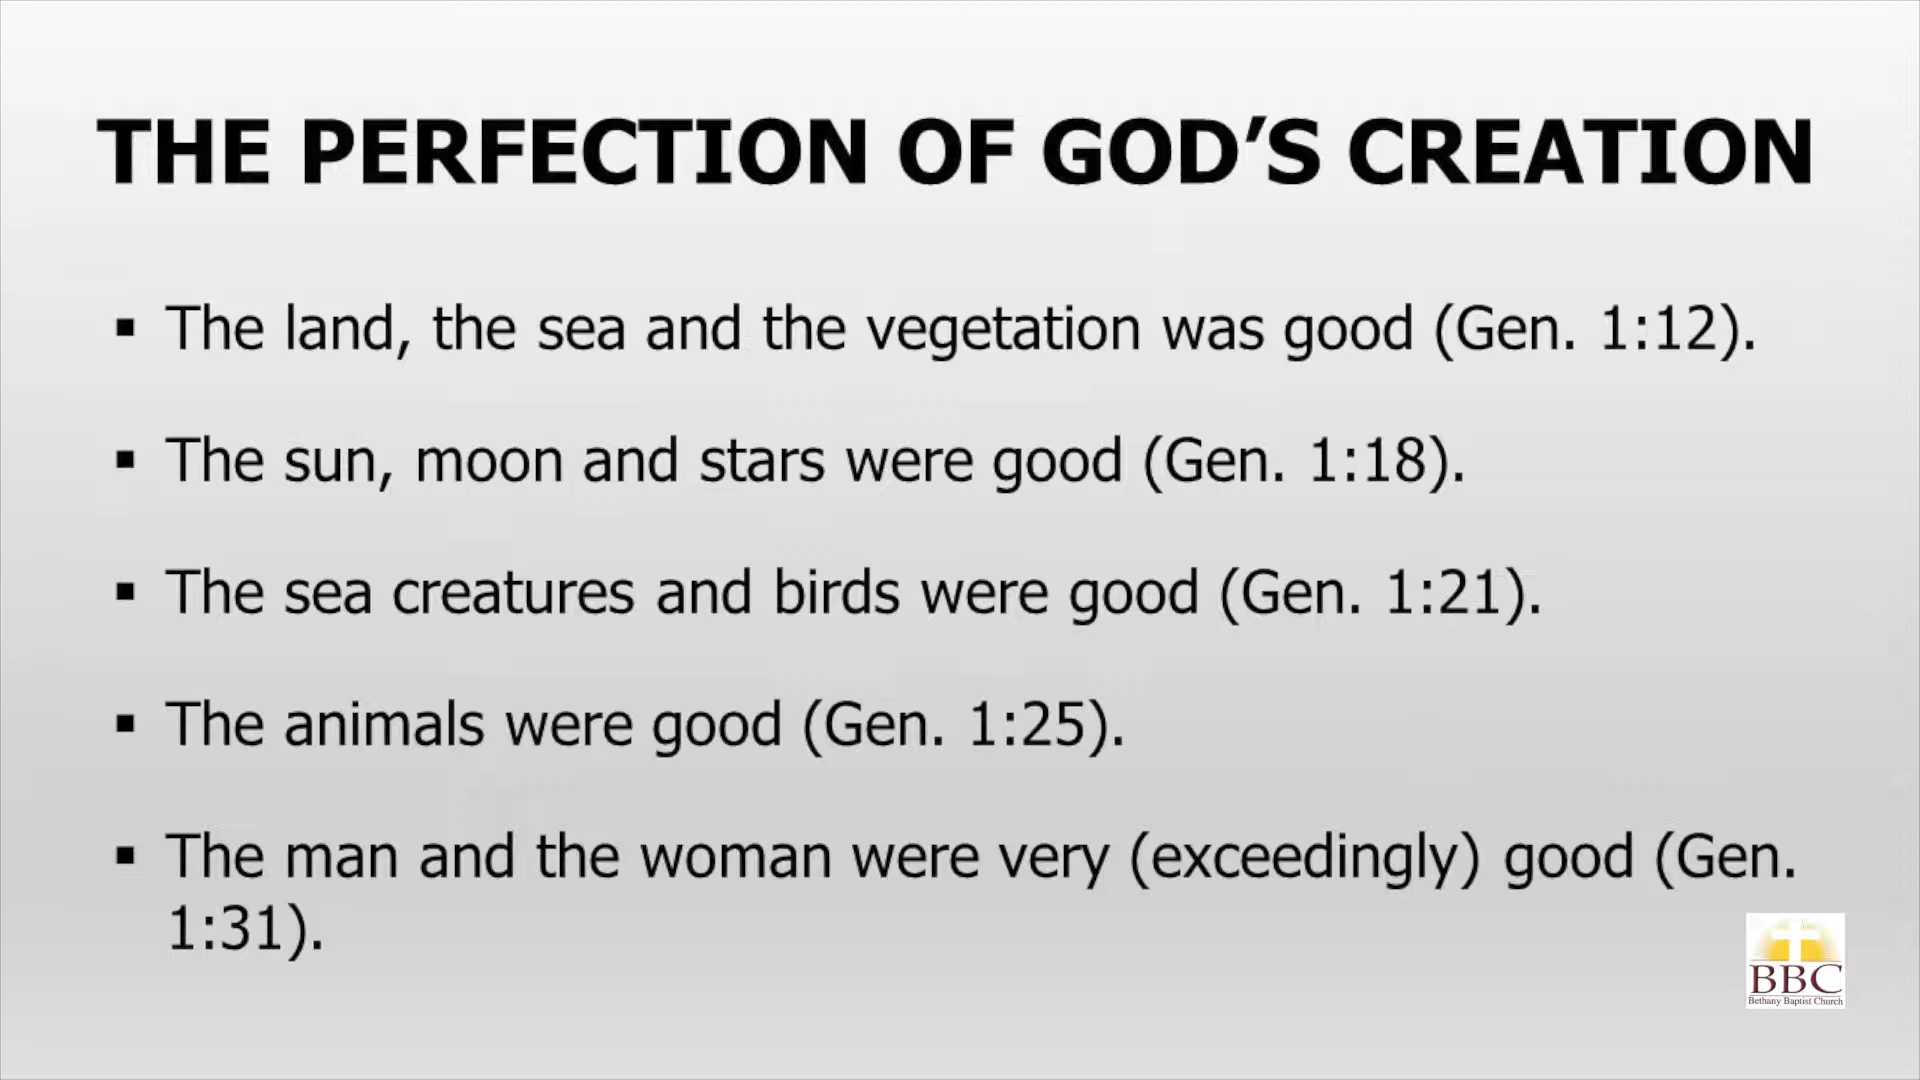 THE PERFECTION OF GOD’S CREATION
▪ The land, the sea and the vegetation was good (Gen. 1:12).
▪ The sun, moon and stars were good (Gen. 1:18).
▪ The sea creatures and birds were good (Gen. 1:21).
▪ The animals were good (Gen. 1:25).
▪ The man and the woman were very (exceedingly) good (Gen.
1:31).
BBC
Bethany Baptist Church